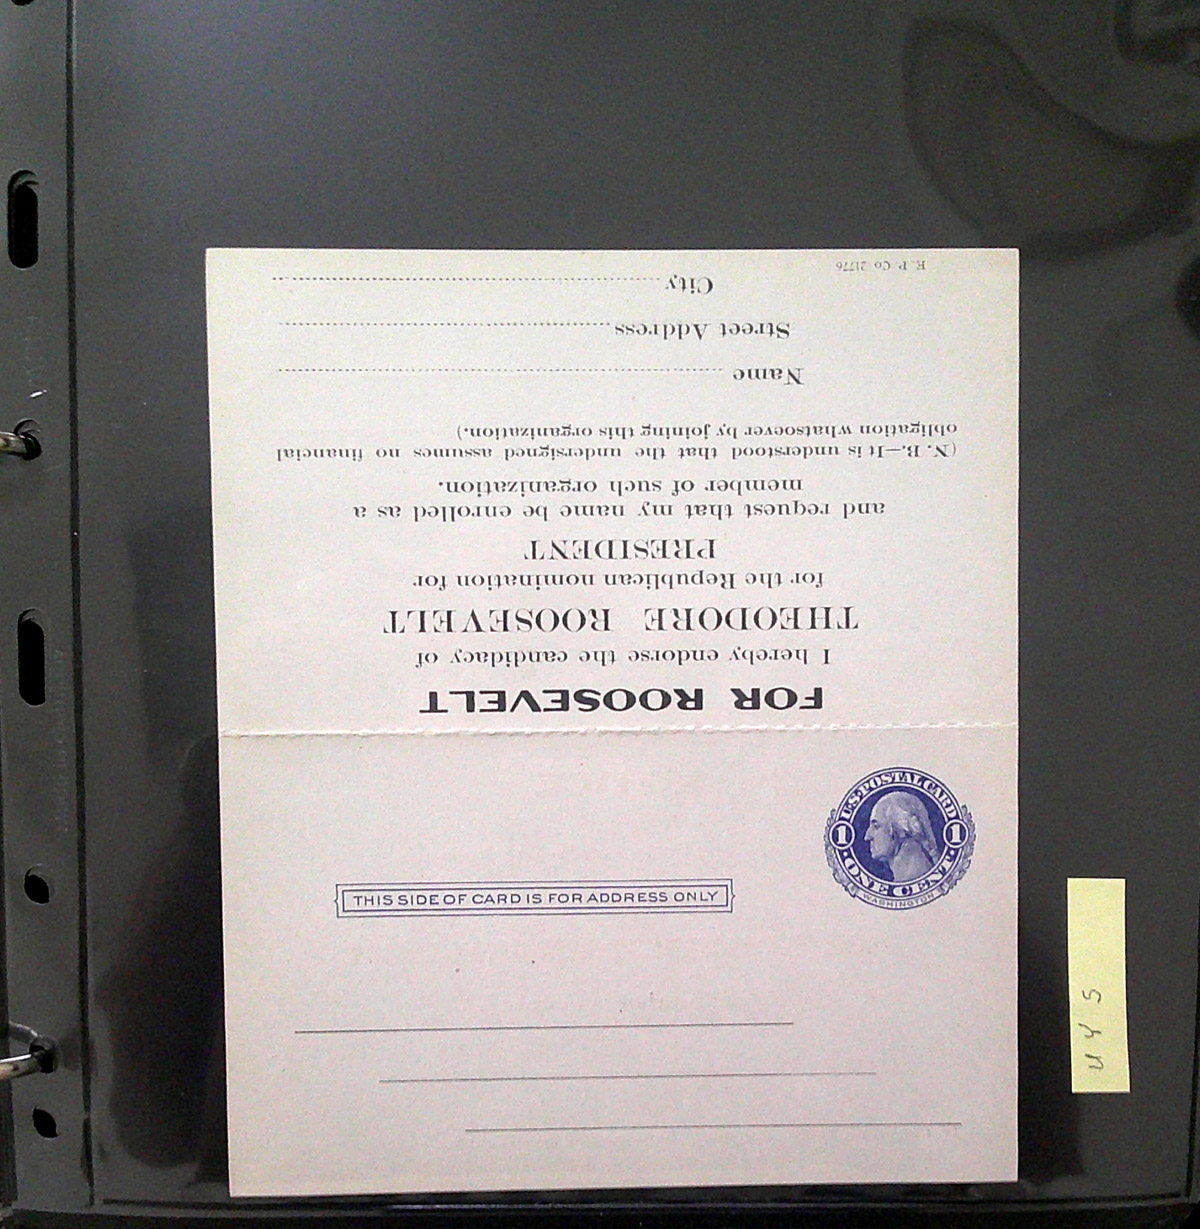 FOR ROOSEVELT
I hereby endorse the candidacy of
THEODORE ROOSEVELT
for the Republican nomination for
PRESIDENT
and request that my name be enrolled as a
member of such organization.
(N. B.—It is understood that the undersigned assumes no financial
obligation whatsoever by joining this organization.)
Name
Street Address
City
E. P. Co 21776
U.S. POSTAL CARD
1 1
ONE CENT
WASHINGTON
THIS SIDE OF CARD IS FOR ADDRESS ONLY